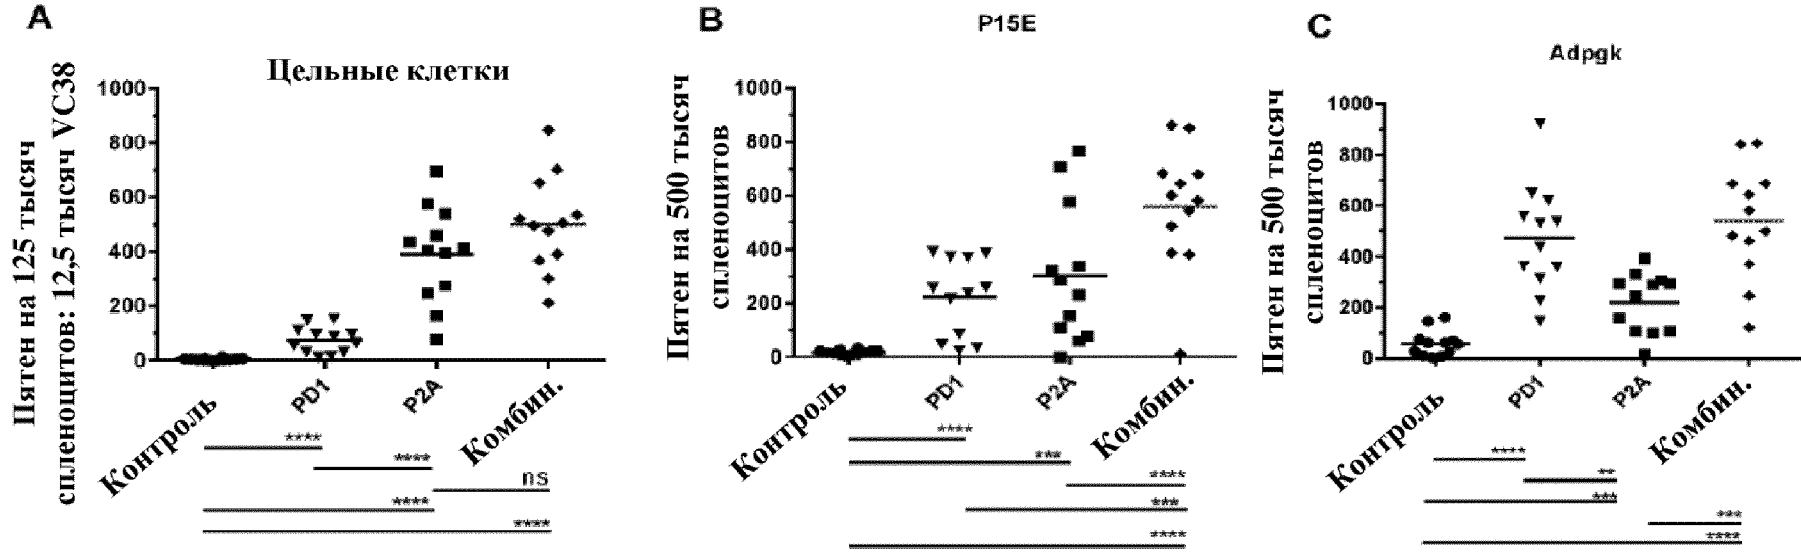 A
Цельные клетки
Пятен на 125 тысяч
спленоцитов: 12,5 тысяч VC38
1000
800
600
400
200
0
Контроль
PD1
P2A
Комбин.
****
****
ns
****
****
B
P15E
Пятен на 500 тысяч
спленоцитов
1000
800
600
400
200
0
Контроль
PD1
P2A
Комбин.
****
***
****
***
****
C
Adpgk
Пятен на 500 тысяч
спленоцитов
1000
800
600
400
200
0
Контроль
PD1
P2A
Комбин.
****
**
***
***
****